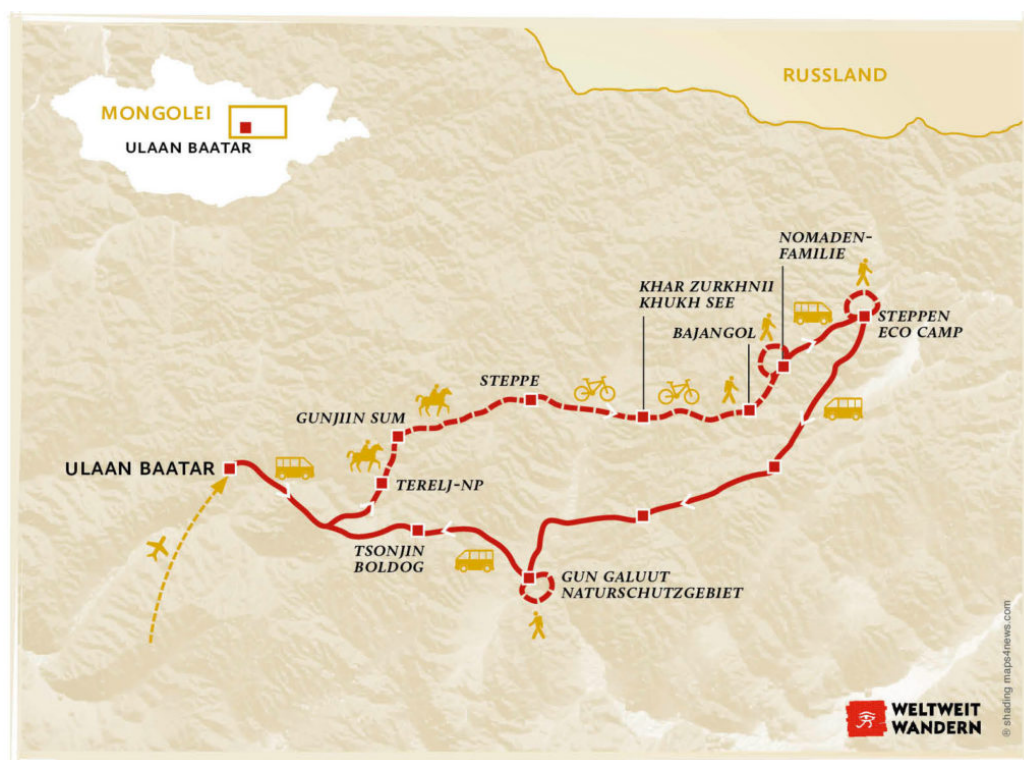 RUSSLAND
MONGOLEI
ULAAN BAATAR
NOMADEN-
FAMILIE
KHAR ZURKHNII
KHUKH SEE
BAJANGOL
STEPPEN
ECO CAMP
STEPPE
GUNJIIN SUM
ULAAN BAATAR
TERELJ-NP
TSONJIN
BOLDOG
GUN GALUUT
NATURSCHUTZGEBIET
WELTWEIT
WANDERN
® shading maps4news.com